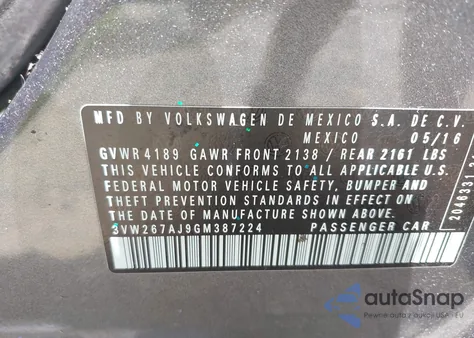 MFD BY VOLKSWAGEN DE MEXICO S.A. DE C.V.
MEXICO 05/16
GVWR 4189 GAWR FRONT 2138 / REAR 2161 LBS
THIS VEHICLE CONFORMS TO ALL APPLICABLE U.S.
FEDERAL MOTOR VEHICLE SAFETY, BUMPER AND
THEFT PREVENTION STANDARDS IN EFFECT ON
THE DATE OF MANUFACTURE SHOWN ABOVE.
3VW267AJ9GM387224 PASSENGER CAR
autoSnap